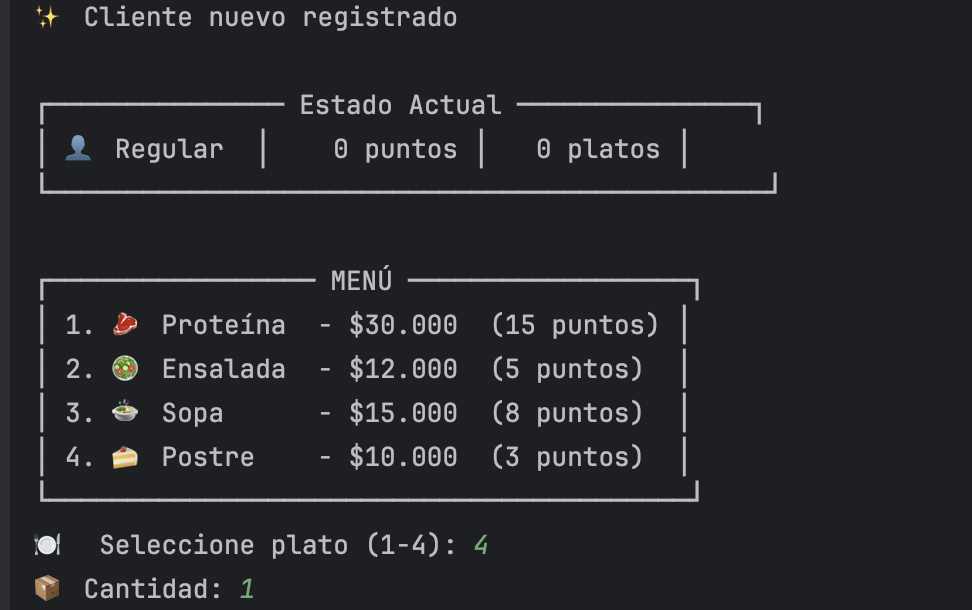 ✨ Cliente nuevo registrado
Estado Actual
👤 Regular | 0 puntos | 0 platos |
MENÚ
1. 🥩 Proteína - $30.000 (15 puntos)
2. 🥗 Ensalada - $12.000 (5 puntos)
3. 🍲 Sopa - $15.000 (8 puntos)
4. 🍰 Postre - $10.000 (3 puntos)
🍽️ Seleccione plato (1-4): 4
📦 Cantidad: 1